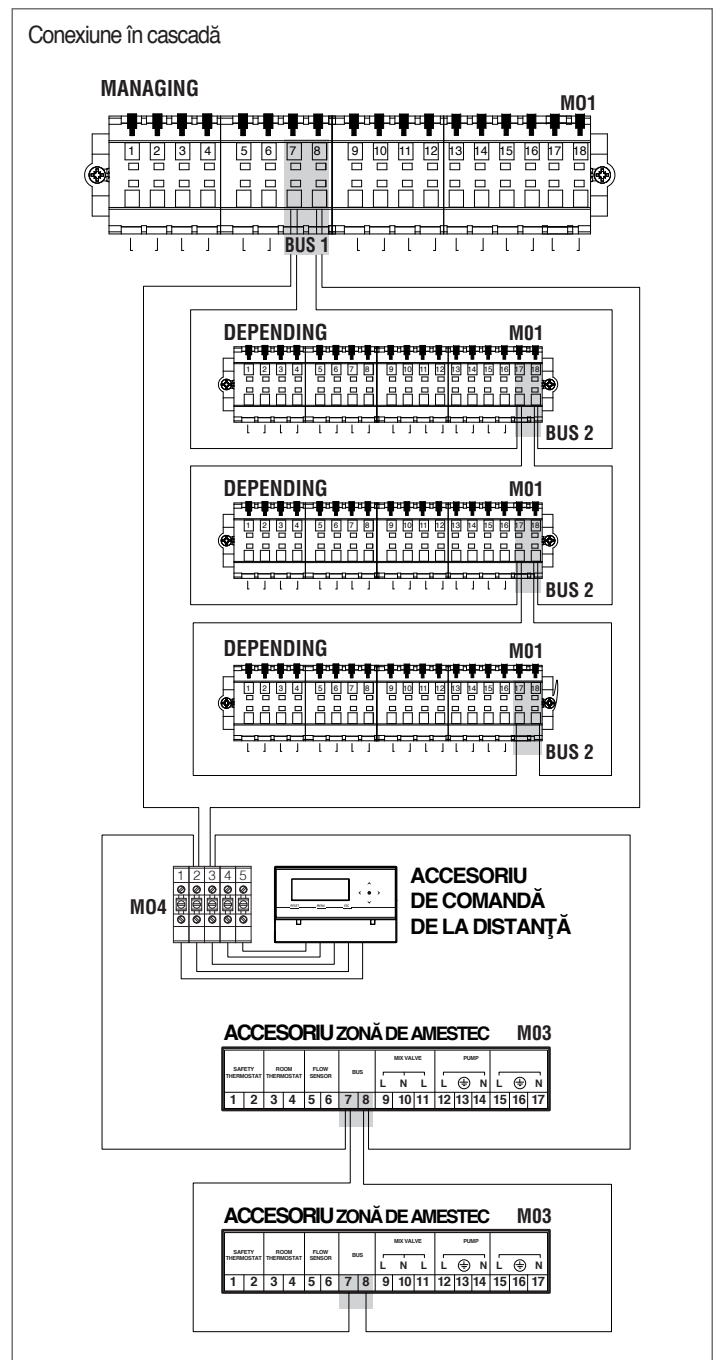 Conexiune în cascadă
MANAGING
M01
1 2 3 4 5 6 7 8 9 10 11 12 13 14 15 16 17 18
BUS 1
DEPENDING M01
1 2 3 4 5 6 7 8 9 10 11 12 13 14 15 16 17 18
BUS 2
DEPENDING M01
1 2 3 4 5 6 7 8 9 10 11 12 13 14 15 16 17 18
BUS 2
DEPENDING M01
1 2 3 4 5 6 7 8 9 10 11 12 13 14 15 16 17 18
BUS 2
1 2 3 4 5
M04
ACCESORIU
DE COMANDĂ
DE LA DISTANŢĂ
ACCESORIU ZONĂ DE AMESTEC M03
MIX VALVE PUMP
SAFETY THERMOSTAT ROOM THERMOSTAT FLOW SENSOR BUS
L N L L N L N
1 2 3 4 5 6 7 8 9 10 11 12 13 14 15 16 17
ACCESORIU ZONĂ DE AMESTEC M03
MIX VALVE PUMP
SAFETY THERMOSTAT ROOM THERMOSTAT FLOW SENSOR BUS
L N L L N L N
1 2 3 4 5 6 7 8 9 10 11 12 13 14 15 16 17